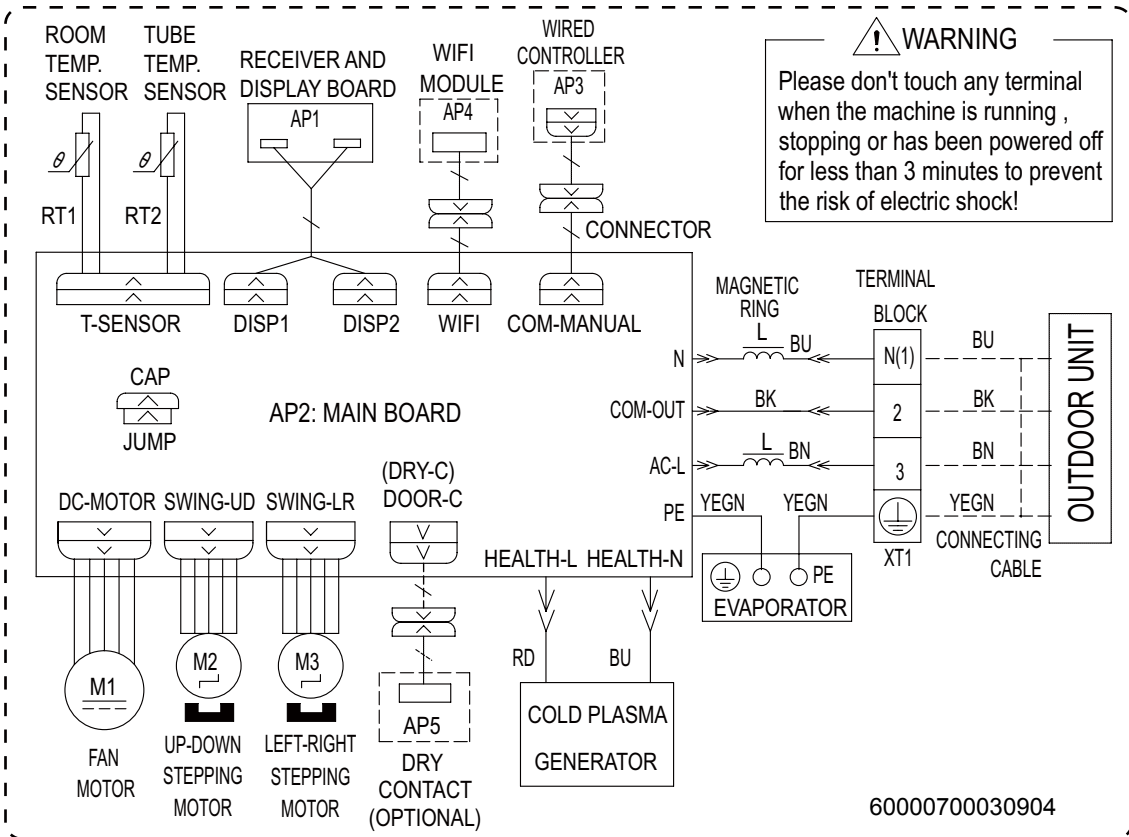 ROOM
TEMP.
SENSOR
TUBE
TEMP.
SENSOR
RECEIVER AND
DISPLAY BOARD
AP1
WIFI
MODULE
AP4
WIRED
CONTROLLER
AP3
WARNING
Please don't touch any terminal
when the machine is running ,
stopping or has been powered off
for less than 3 minutes to prevent
the risk of electric shock!
θ
θ
RT1
RT2
CONNECTOR
T-SENSOR
DISP1
DISP2
WIFI
COM-MANUAL
CAP
JUMP
AP2: MAIN BOARD
MAGNETIC
RING
TERMINAL
BLOCK
N
L
BU
N(1)
BU
COM-OUT
BK
2
BK
AC-L
L
BN
3
BN
PE
YEGN
YEGN
YEGN
XT1
CONNECTING
CABLE
OUTDOOR UNIT
PE
EVAPORATOR
DC-MOTOR
SWING-UD
SWING-LR
(DRY-C)
DOOR-C
HEALTH-L
HEALTH-N
M1
FAN
MOTOR
M2
UP-DOWN
STEPPING
MOTOR
M3
LEFT-RIGHT
STEPPING
MOTOR
AP5
DRY
CONTACT
(OPTIONAL)
RD
BU
COLD PLASMA
GENERATOR
60000700030904